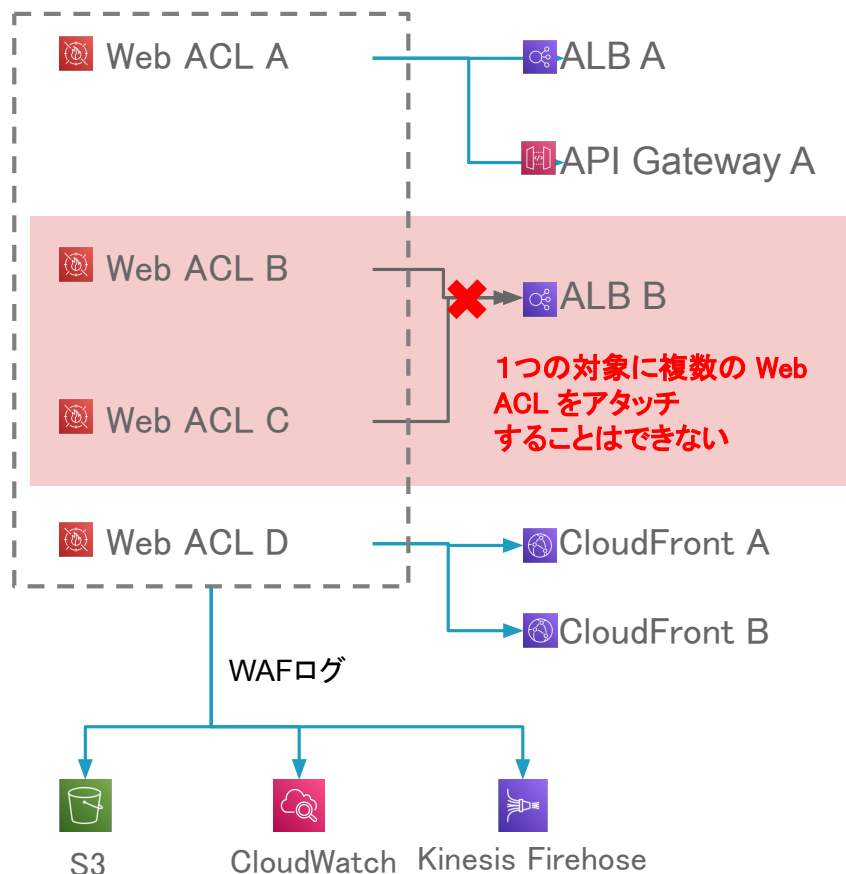 Web ACL A
ALB A
API Gateway A
Web ACL B
ALB B
1つの対象に複数の Web
ACL をアタッチ
することはできない
Web ACL C
Web ACL D
CloudFront A
CloudFront B
WAFログ
S3
CloudWatch
Kinesis Firehose